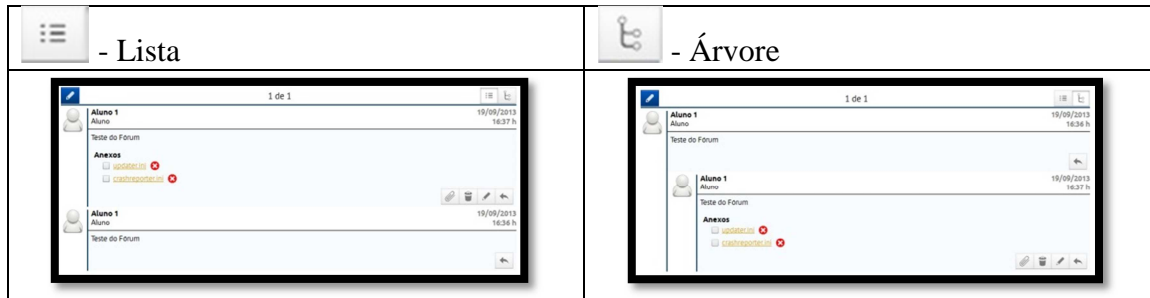 - Lista
1 de 1
Aluno 1 19/09/2013
Aluno 16:37 h
Teste do Fórum
Anexos
updater.ini
crashreporter.ini
Aluno 1 19/09/2013
Aluno 16:36 h
Teste do Fórum
- Árvore
1 de 1
Aluno 1 19/09/2013
Aluno 16:36 h
Teste do Fórum
Aluno 1 19/09/2013
Aluno 16:37 h
Teste do Fórum
Anexos
updater.ini
crashreporter.ini